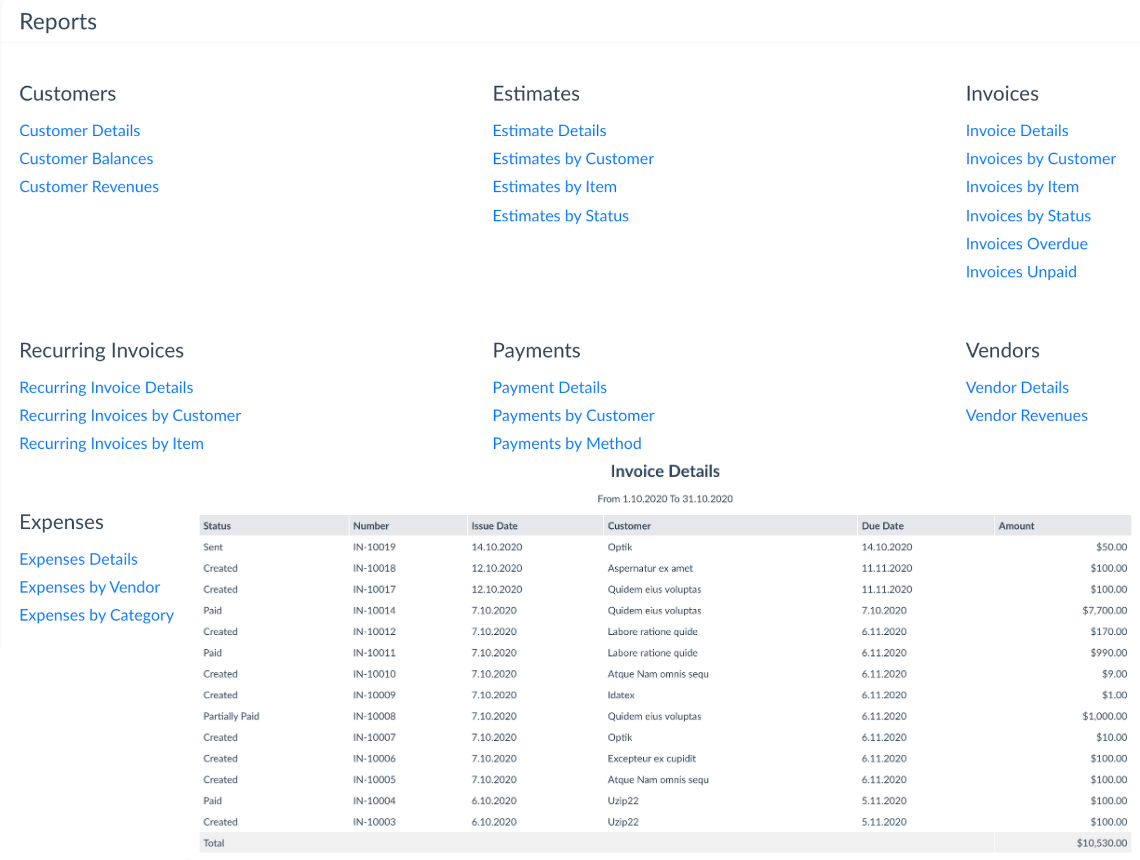 Reports
Customers
Customer Details
Customer Balances
Customer Revenues
Estimates
Estimate Details
Estimates by Customer
Estimates by Item
Estimates by Status
Invoices
Invoice Details
Invoices by Customer
Invoices by Item
Invoices by Status
Invoices Overdue
Invoices Unpaid
Recurring Invoices
Recurring Invoice Details
Recurring Invoices by Customer
Recurring Invoices by Item
Payments
Payment Details
Payments by Customer
Payments by Method
Vendors
Vendor Details
Vendor Revenues
Expenses
Expenses Details
Expenses by Vendor
Expenses by Category
Invoice Details
From 1.10.2020 To 31.10.2020
Status Number Issue Date Customer Due Date Amount
Sent IN-10019 14.10.2020 Optik 14.10.2020 $50.00
Created IN-10018 12.10.2020 Aspernatur ex amet 11.11.2020 $100.00
Created IN-10017 12.10.2020 Quidem eius voluptas 11.11.2020 $100.00
Paid IN-10014 7.10.2020 Quidem eius voluptas 7.10.2020 $7,700.00
Created IN-10012 7.10.2020 Labore ratione quide 6.11.2020 $170.00
Paid IN-10011 7.10.2020 Labore ratione quide 6.11.2020 $990.00
Created IN-10010 7.10.2020 Atque Nam omnis sequ 6.11.2020 $9.00
Created IN-10009 7.10.2020 Idatex 6.11.2020 $1.00
Partially Paid IN-10008 7.10.2020 Quidem eius voluptas 6.11.2020 $1,000.00
Created IN-10007 7.10.2020 Optik 6.11.2020 $10.00
Created IN-10006 7.10.2020 Excepteur ex cupidit 6.11.2020 $100.00
Created IN-10005 7.10.2020 Atque Nam omnis sequ 6.11.2020 $100.00
Paid IN-10004 6.10.2020 Uzip22 5.11.2020 $100.00
Created IN-10003 6.10.2020 Uzip22 5.11.2020 $100.00
Total $10,530.00